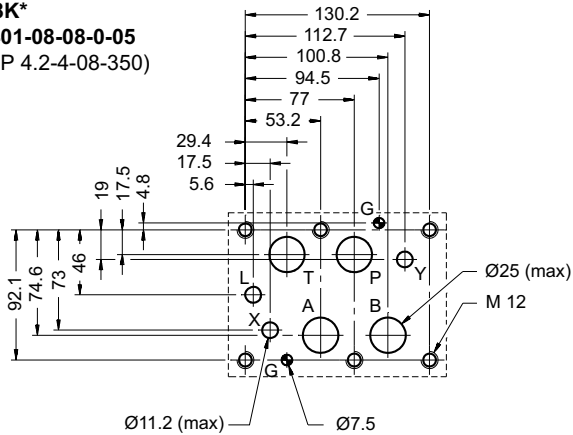 3K*
01-08-08-0-05
P 4.2-4-08-350)
130.2
112.7
100.8
94.5
77
53.2
29.4
17.5
5.6
19
17.5
4.8
G
T
P
Y
L
A
B
X
G
92.1
74.6
73
46
Ø25 (max)
M 12
Ø11.2 (max)
Ø7.5